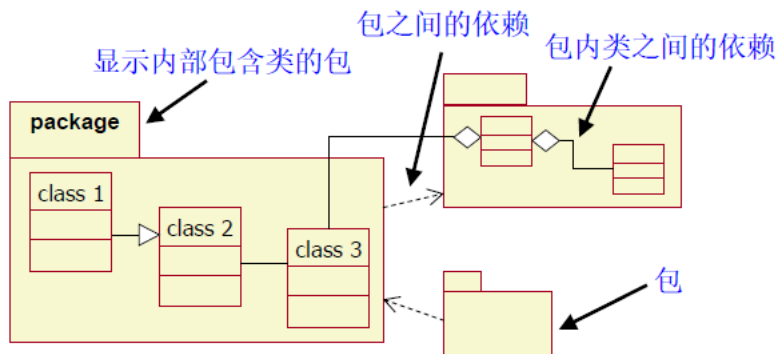 包之间的依赖
显示内部包含类的包
包内类之间的依赖
package
class 1
class 2
class 3
包